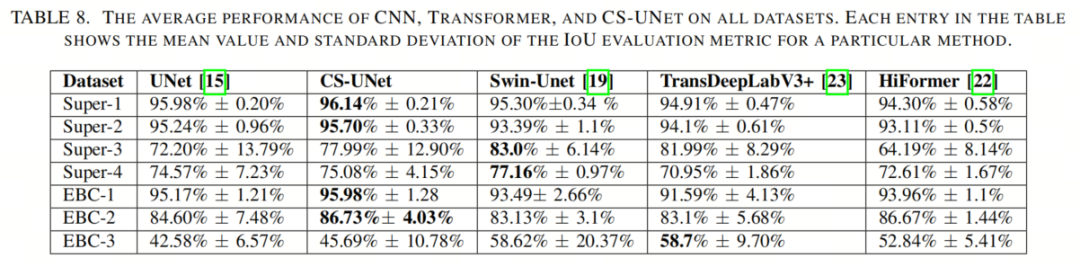 TABLE 8. THE AVERAGE PERFORMANCE OF CNN, TRANSFORMER, AND CS-UNET ON ALL DATASETS. EACH ENTRY IN THE TABLE
SHOWS THE MEAN VALUE AND STANDARD DEVIATION OF THE IOU EVALUATION METRIC FOR A PARTICULAR METHOD.
Dataset UNet [15] CS-UNet Swin-Unet [19] TransDeepLabV3+ [23] HiFormer [22]
Super-1 95.98% ± 0.20% 96.14% ± 0.21% 95.30%±0.34 % 94.91% ± 0.47% 94.30% ± 0.58%
Super-2 95.24% ± 0.96% 95.70% ± 0.33% 93.39% ± 1.1% 94.1% ± 0.61% 93.11% ± 0.5%
Super-3 72.20% ± 13.79% 77.99% ± 12.90% 83.0% ± 6.14% 81.99% ± 8.29% 64.19% ± 8.14%
Super-4 74.57% ± 7.23% 75.08% ± 4.15% 77.16% ± 0.97% 70.95% ± 1.86% 72.61% ± 1.67%
EBC-1 95.17% ± 1.21% 95.98% ± 1.28 93.49± 2.66% 91.59% ± 4.13% 93.96% ± 1.1%
EBC-2 84.60% ± 7.48% 86.73%± 4.03% 83.13% ± 3.1% 83.1% ± 5.68% 86.67% ± 1.44%
EBC-3 42.58% ± 6.57% 45.69% ± 10.78% 58.62% ± 20.37% 58.7% ± 9.70% 52.84% ± 5.41%